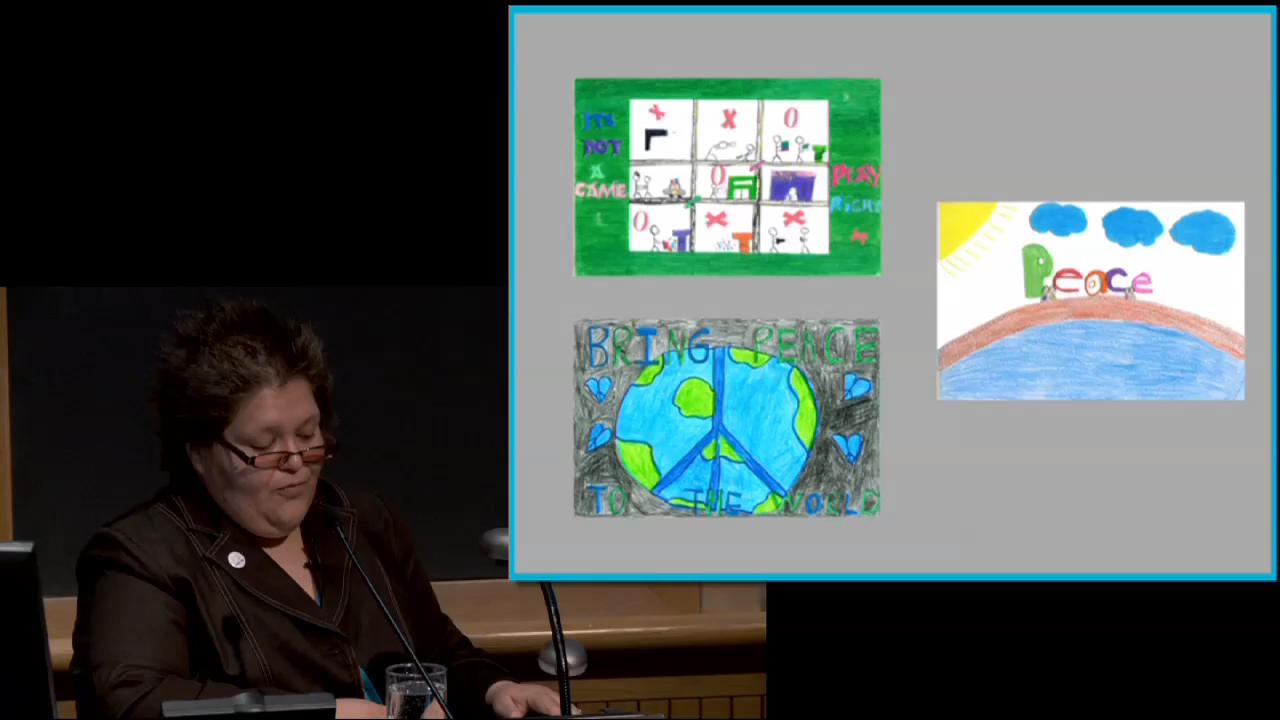 ITS
NOT
A
GAME
PLAY
RIGHT
X
X
O
O
O
X
X
Peace
BRING PEACE
TO THE WORLD